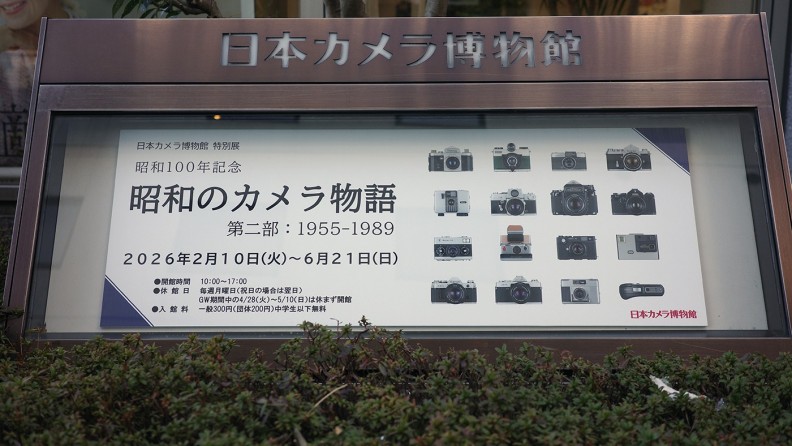 日本カメラ博物館
日本カメラ博物館 特別展
昭和100年記念
昭和のカメラ物語
第二部：1955-1989
2026年2月10日(火)～6月21日(日)
●開館時間 10:00～17:00
●休館日 毎週月曜日(祝日の場合は翌日)
GW期間中の4/28(火)～5/10(日)は休まず開館
●入館料 一般300円(団体200円)中学生以下無料
日本カメラ博物館